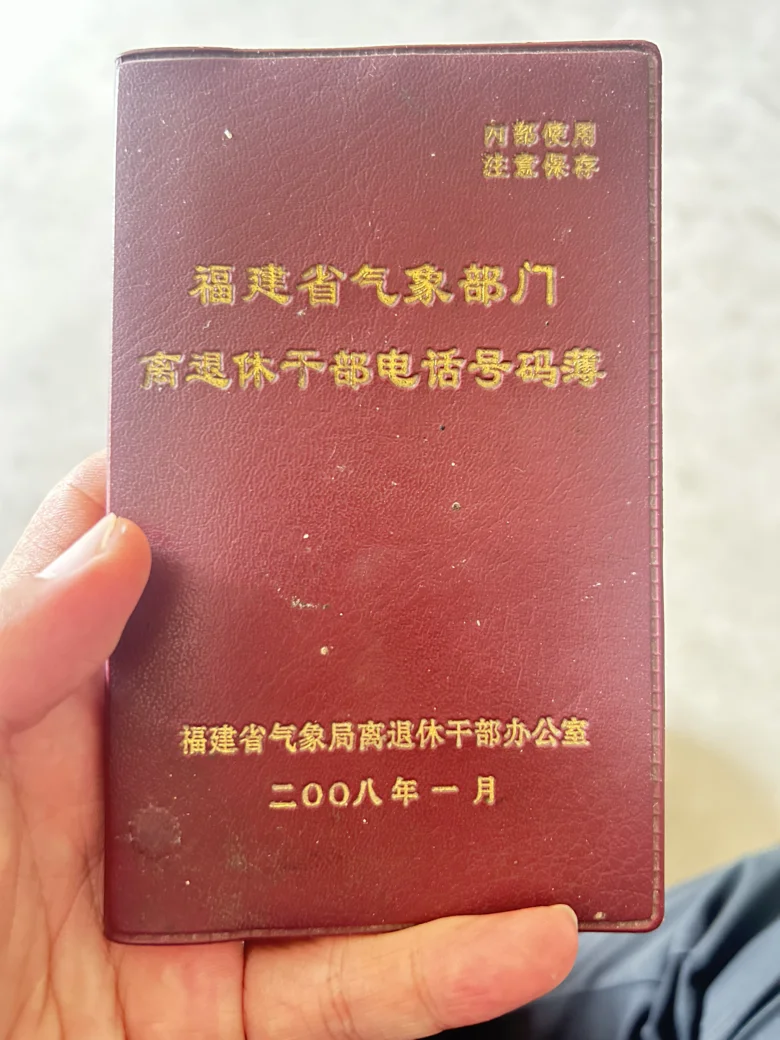 内部使用
注意保存
福建省气象部门
离退休干部电话号码薄
福建省气象局离退休干部办公室
二〇〇八年一月